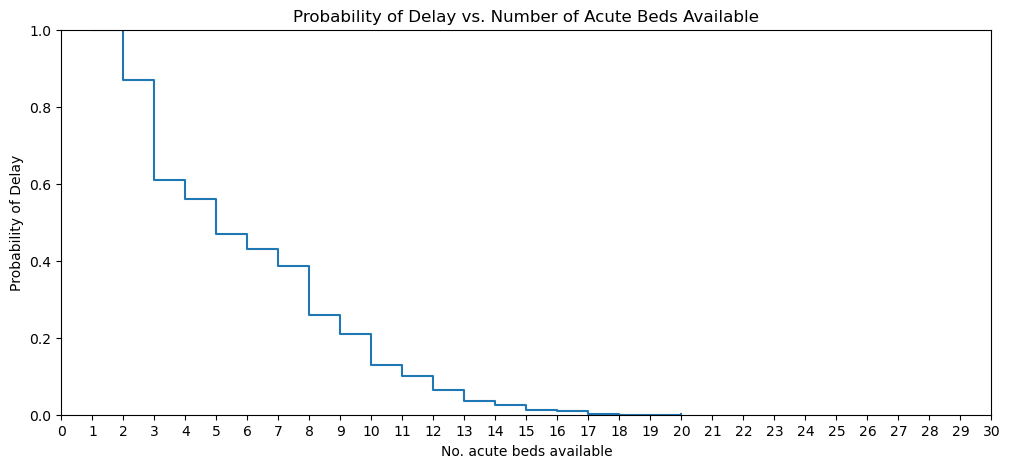 Probability of Delay vs. Number of Acute Beds Available
1.0
0.8
0.6
0.4
0.2
0.0
Probability of Delay
0 1 2 3 4 5 6 7 8 9 10 11 12 13 14 15 16 17 18 19 20 21 22 23 24 25 26 27 28 29 30
No. acute beds available